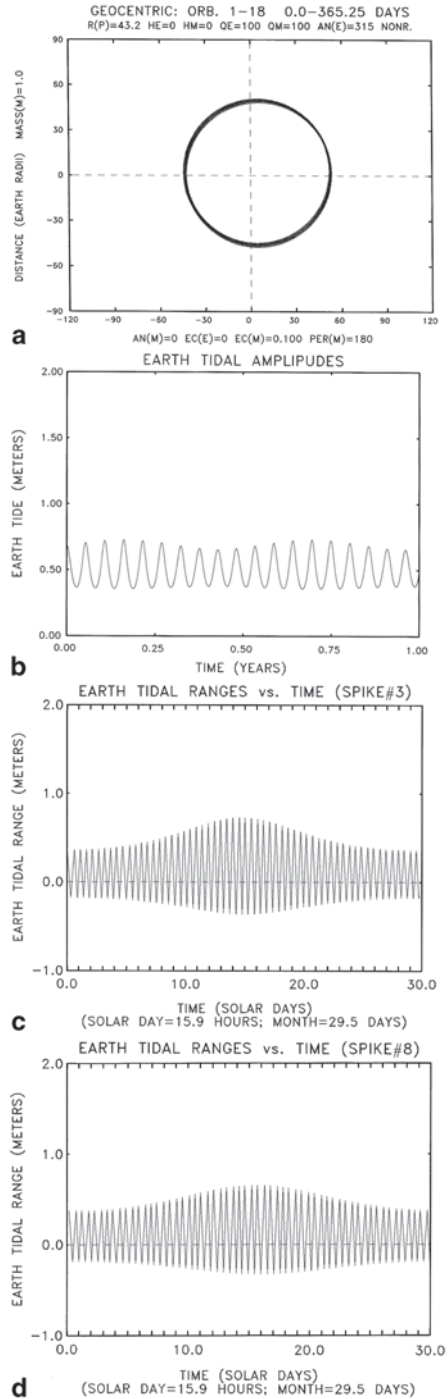 GEOCENTRIC: ORB. 1-18 0.0-365.25 DAYS
R(P)=43.2 HE=0 HM=0 QE=100 QM=100 AN(E)=315 NONR.
DISTANCE (EARTH RADII) MASS(M)=1.0
90
60
30
0
-30
-60
-90
-120 -90 -60 -30 0 30 60 90 120
AN(M)=0 EC(E)=0 EC(M)=0.100 PER(M)=180
a
EARTH TIDAL AMPLIPUDES
EARTH TIDE (METERS)
2.00
1.50
1.00
0.50
0.00
0.00 0.25 0.50 0.75 1.00
TIME (YEARS)
b
EARTH TIDAL RANGES vs. TIME (SPIKE#3)
EARTH TIDAL RANGE (METERS)
2.0
1.0
0.0
-1.0
0.0 10.0 20.0 30.0
TIME (SOLAR DAYS)
(SOLAR DAY=15.9 HOURS; MONTH=29.5 DAYS)
c
EARTH TIDAL RANGES vs. TIME (SPIKE#8)
EARTH TIDAL RANGE (METERS)
2.0
1.0
0.0
-1.0
0.0 10.0 20.0 30.0
TIME (SOLAR DAYS)
(SOLAR DAY=15.9 HOURS; MONTH=29.5 DAYS)
d